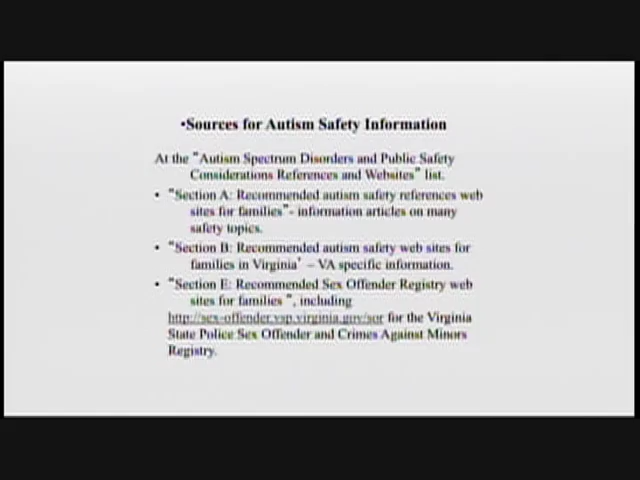 •Sources for Autism Safety Information
At the "Autism Spectrum Disorders and Public Safety
Considerations References and Websites" list.
• "Section A: Recommended autism safety references web
sites for families"- information articles on many
safety topics.
• "Section B: Recommended autism safety web sites for
families in Virginia' – VA specific information.
• "Section E: Recommended Sex Offender Registry web
sites for families ", including
http://sex-offender.vsp.virginia.gov/sor for the Virginia
State Police Sex Offender and Crimes Against Minors
Registry.